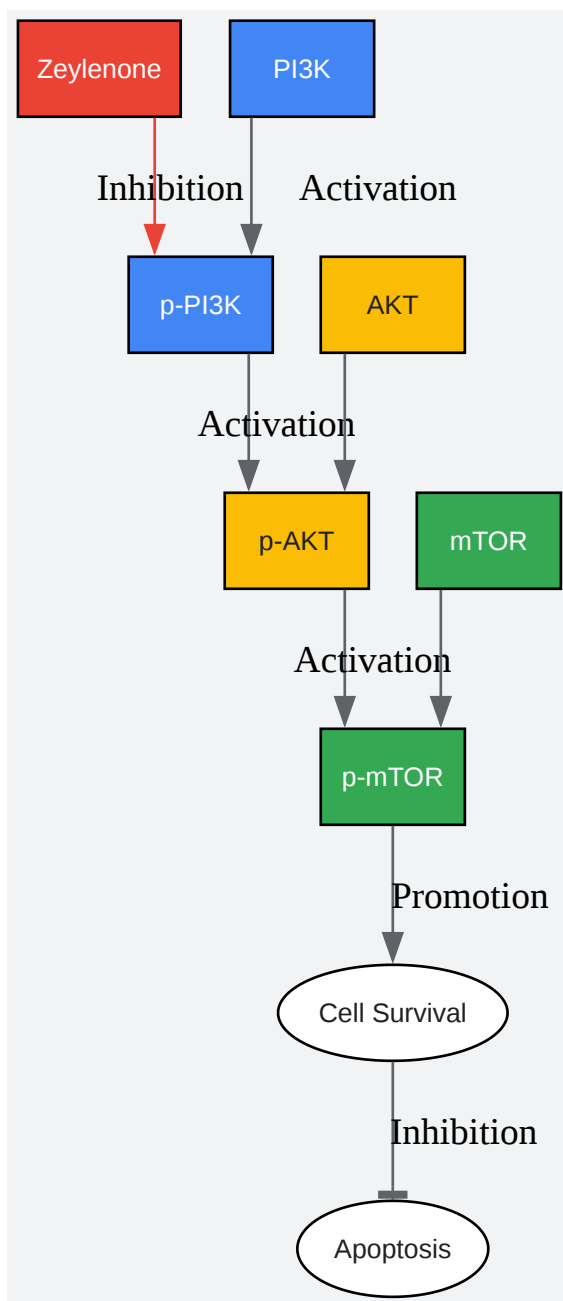 Zeylenone
PI3K
Inhibition
Activation
p-PI3K
AKT
Activation
p-AKT
mTOR
Activation
p-mTOR
Promotion
Cell Survival
Inhibition
Apoptosis